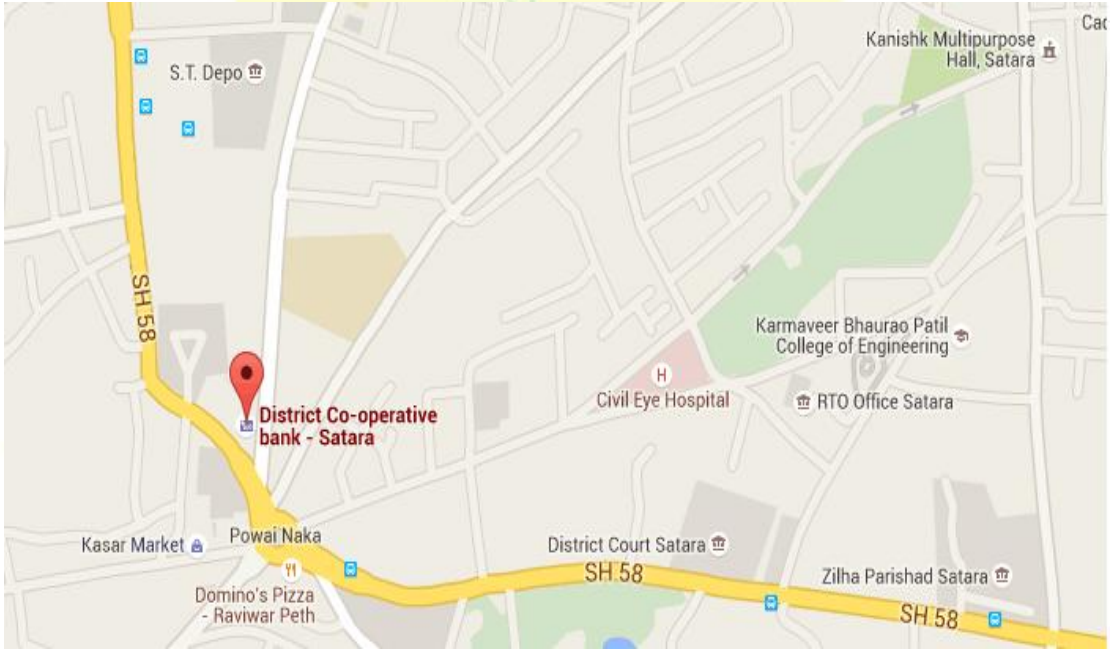 Kanishk Multipurpose
Hall, Satara
Cad
S.T. Depo
SH 58
Karmaveer Bhaurao Patil
College of Engineering
H
Civil Eye Hospital
RTO Office Satara
District Co-operative
bank - Satara
Kasar Market
Powai Naka
District Court Satara
SH 58
Domino's Pizza
- Raviwar Peth
Zilha Parishad Satara
SH 58